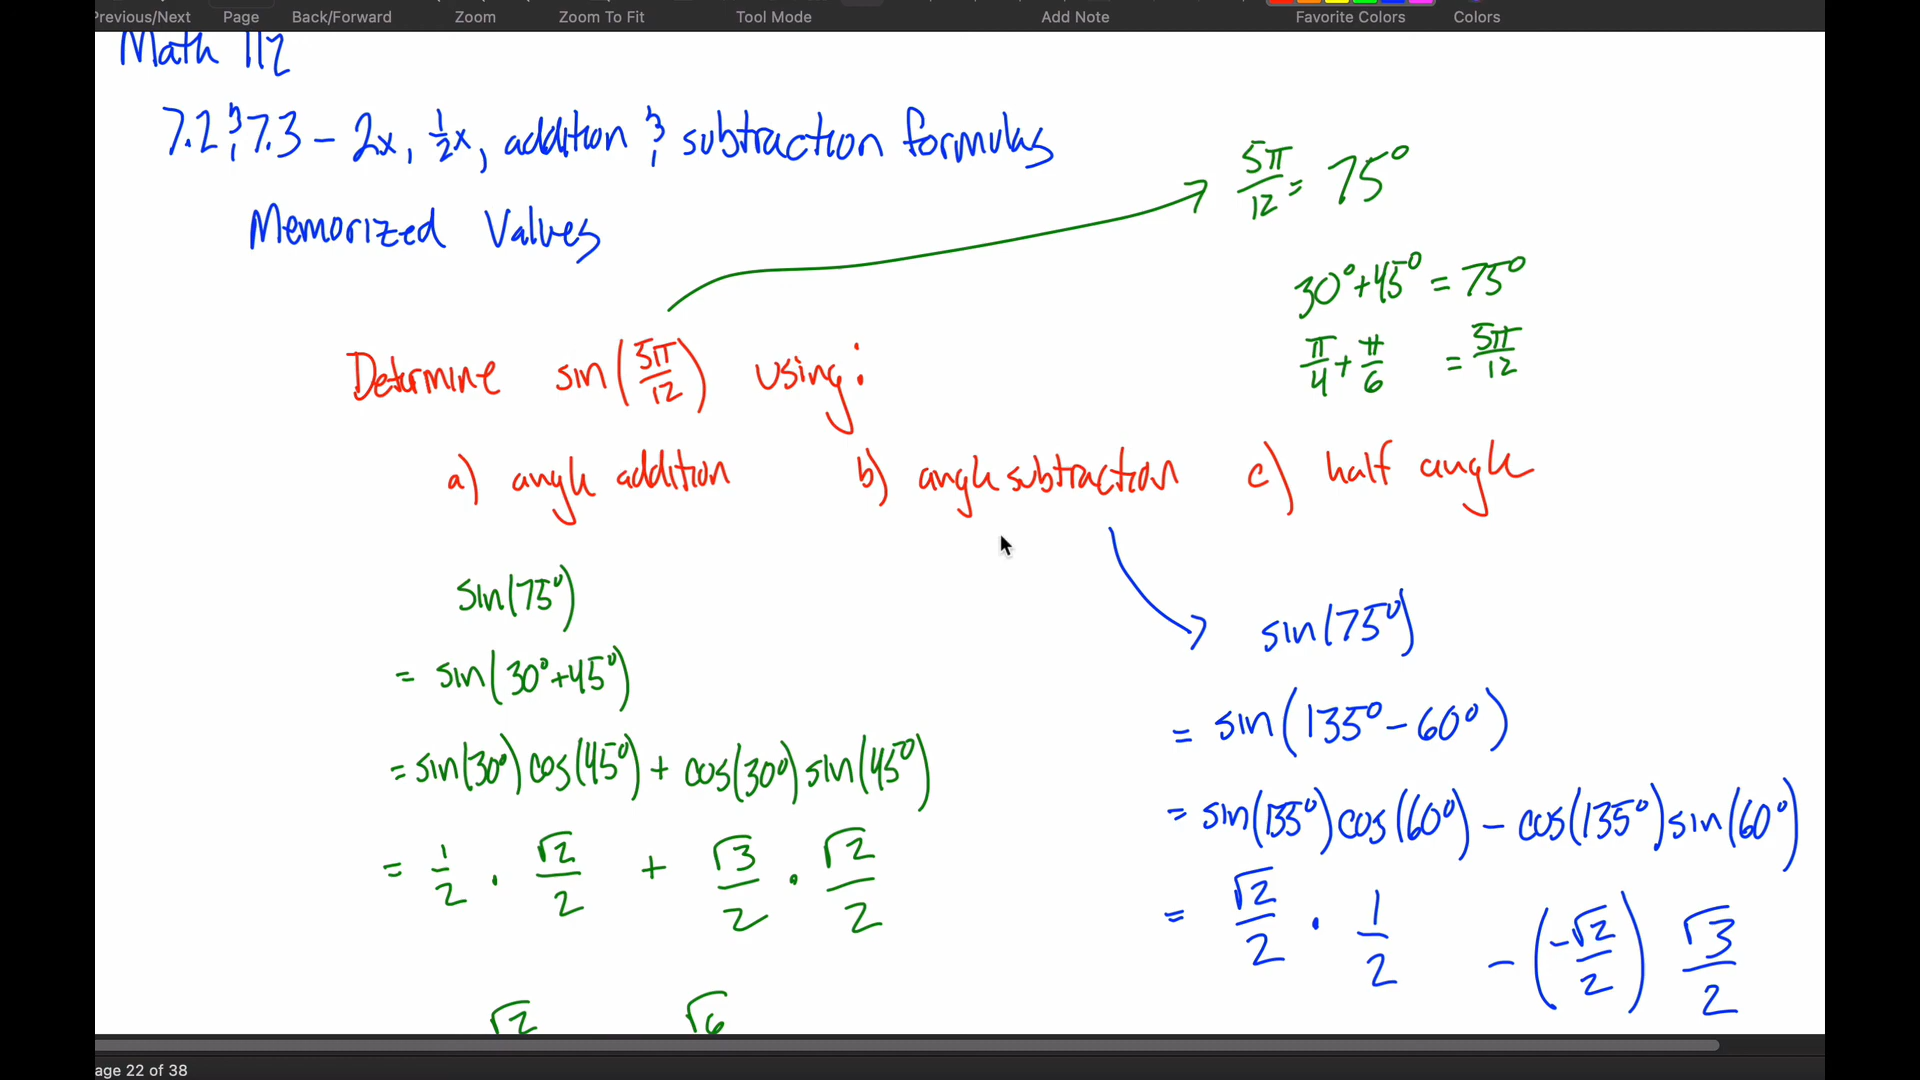 Previous/Next Page Back/Forward Zoom Zoom To Fit Tool Mode Add Note Favorite Colors Colors
Math 112
7.2 & 7.3 – 2x, 1/2x, addition & subtraction formulas
Memorized Values
5π/12 = 75°
30° + 45° = 75°
π/4 + π/6 = 5π/12
Determine sin(5π/12) using:
a) angle addition b) angle subtraction c) half angle
sin(75°)
= sin(30° + 45°)
= sin(30°)cos(45°) + cos(30°)sin(45°)
= 1/2 · √2/2 + √3/2 · √2/2
√2 √6
sin(75°)
= sin(135° – 60°)
= sin(135°)cos(60°) – cos(135°)sin(60°)
= √2/2 · 1/2 – (-√2/2) √3/2
age 22 of 38